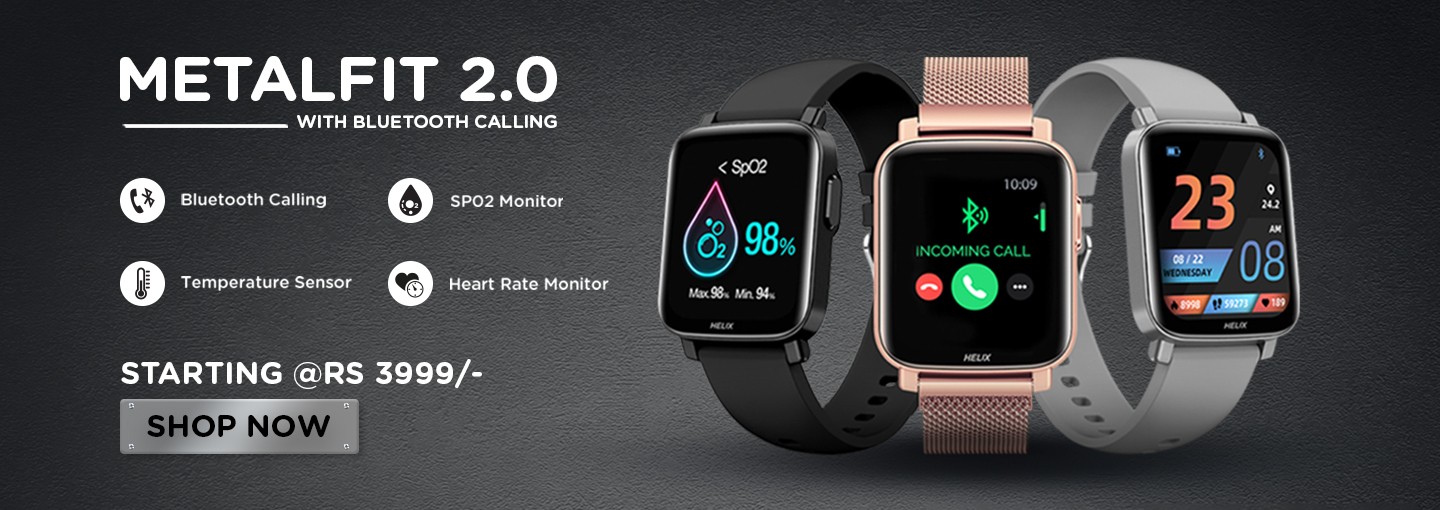 METALFIT 2.0
WITH BLUETOOTH CALLING
Bluetooth Calling
SPO2 Monitor
Temperature Sensor
Heart Rate Monitor
STARTING @RS 3999/-
SHOP NOW
< SpO2
O2
98%
Max.98% Min.94%
HELIX
10:09
INCOMING CALL
HELIX
23
24.2
AM
08 / 22
WEDNESDAY
08
8998 59273 189
HELIX